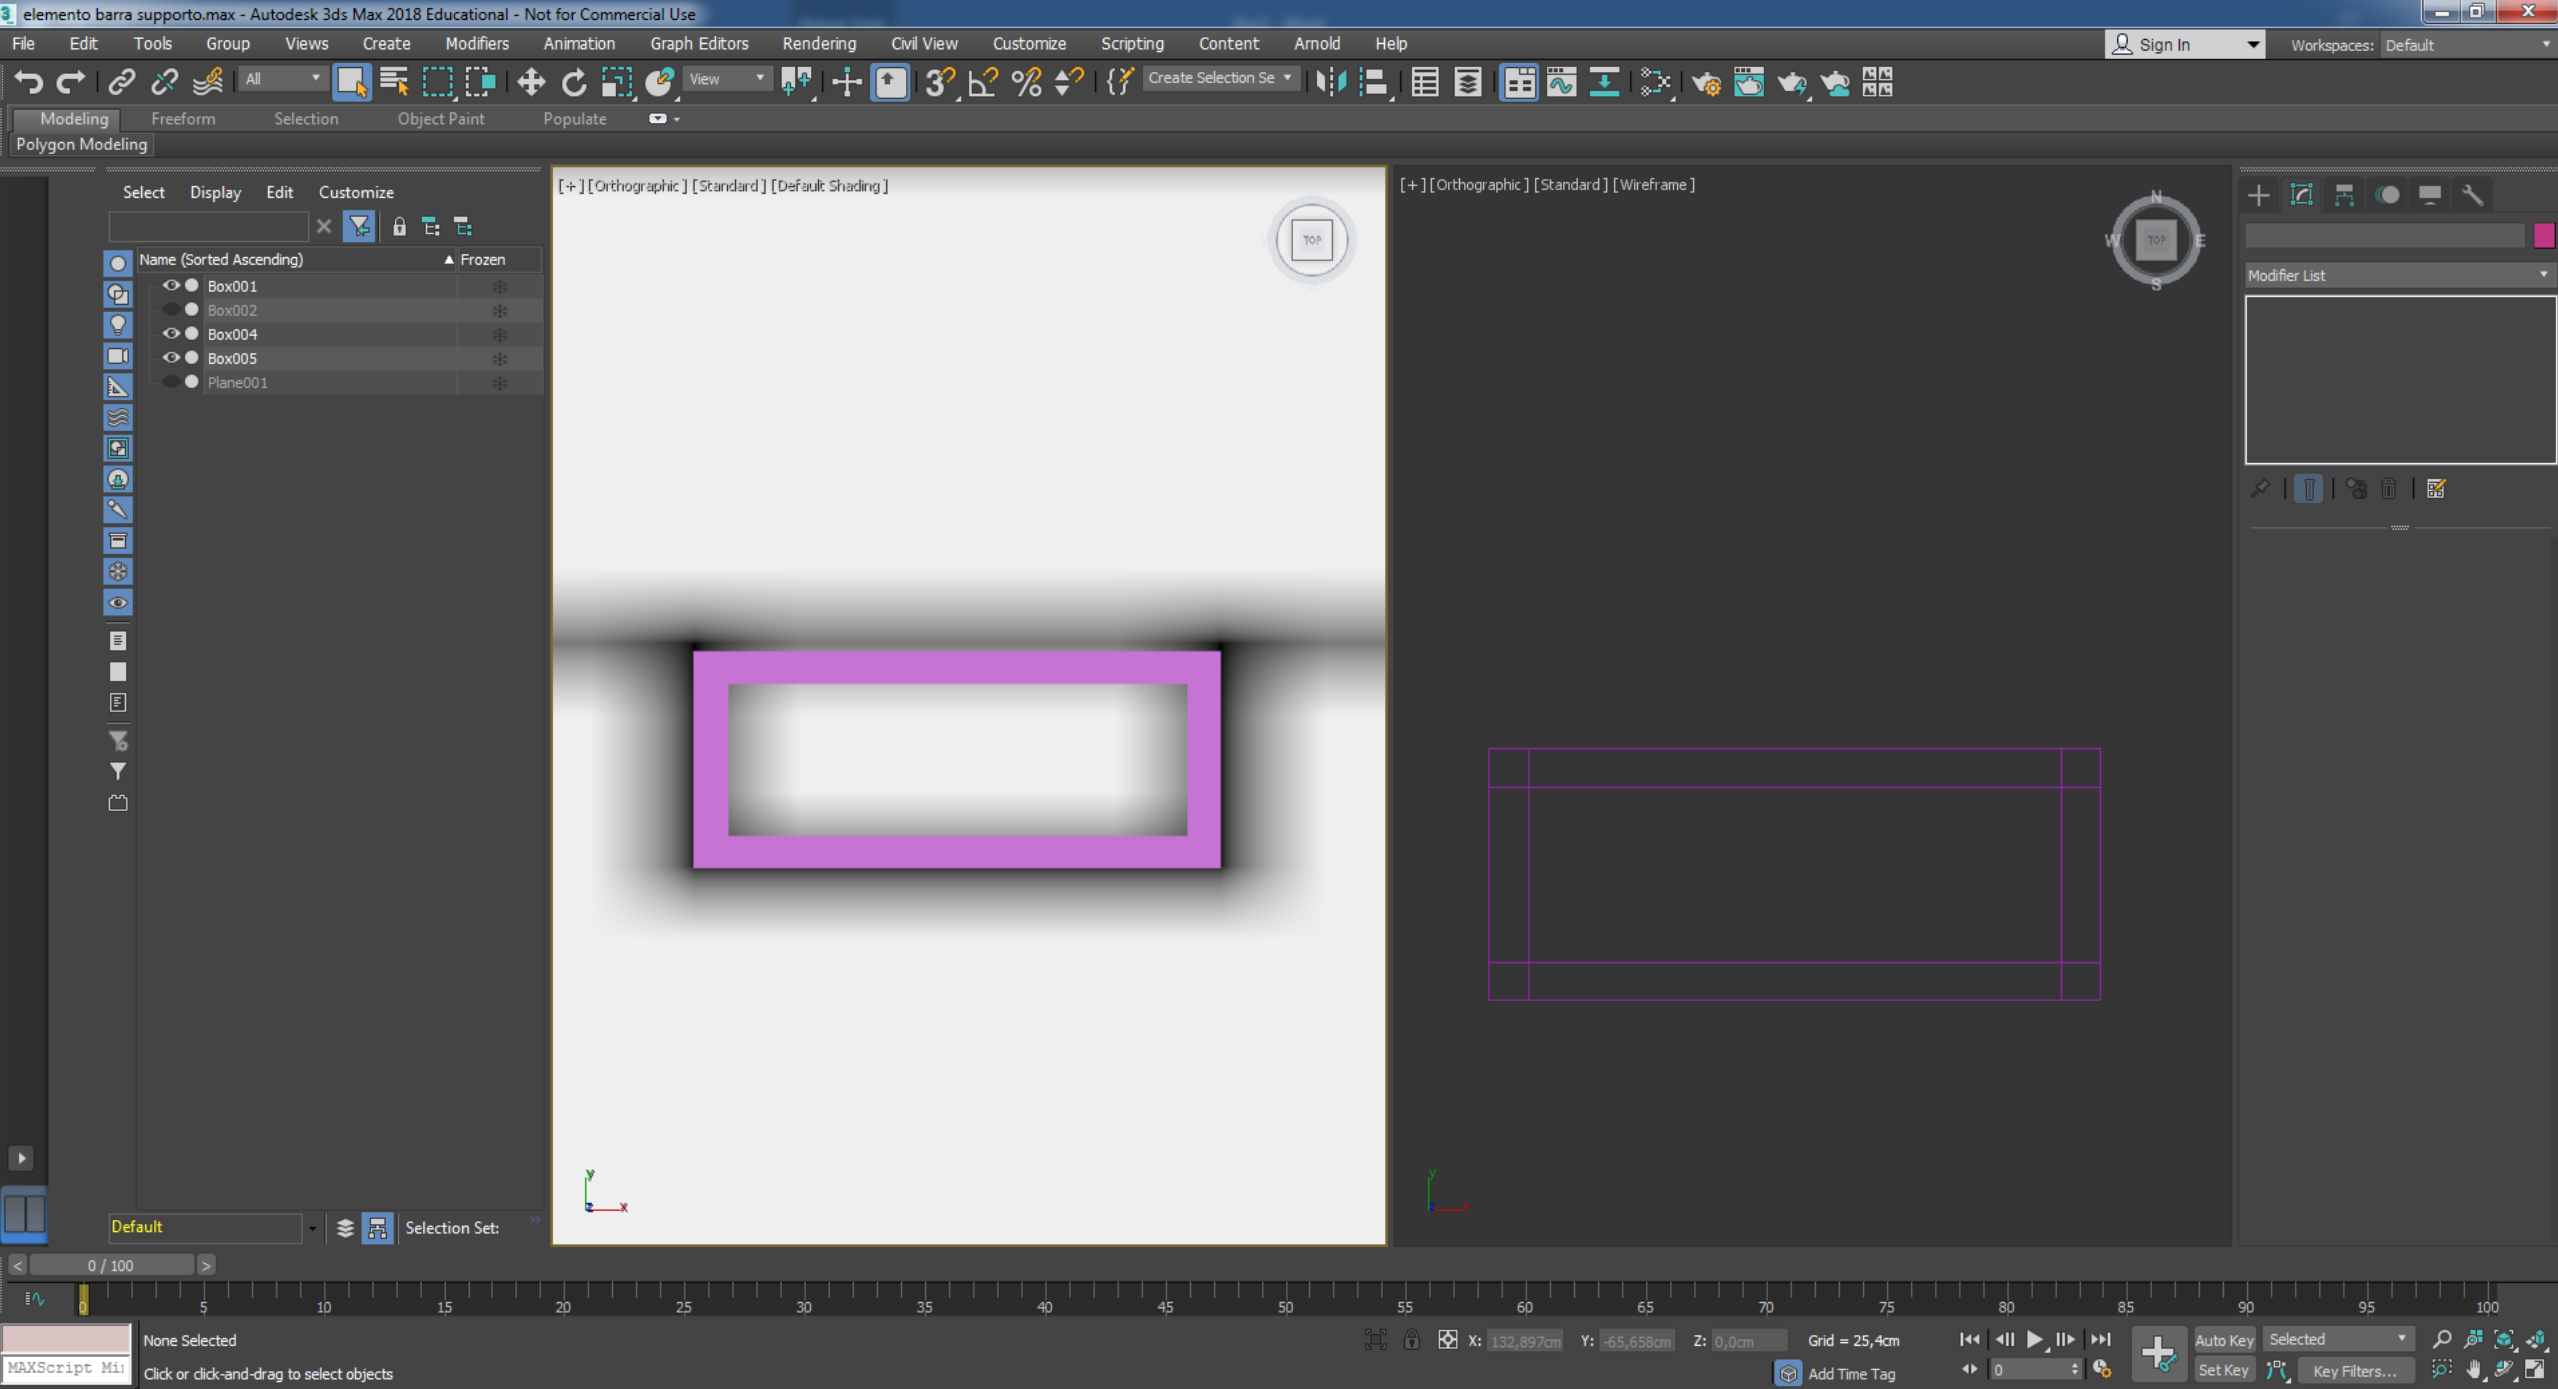 elemento barra supporto.max - Autodesk 3ds Max 2018 Educational - Not for Commercial Use
File Edit Tools Group Views Create Modifiers Animation Graph Editors Rendering Civil View Customize Scripting Content Arnold Help
Sign In Workspaces: Default
All View Create Selection Se
Modeling Freeform Selection Object Paint Populate
Polygon Modeling
Select Display Edit Customize
Name (Sorted Ascending) Frozen
Box001
Box002
Box004
Box005
Plane001
[+] [Orthographic] [Standard] [Default Shading]
TOP
y
z x
[+] [Orthographic] [Standard] [Wireframe]
N
W TOP E
S
y
z x
Modifier List
Default Selection Set:
< 0 / 100 >
0 5 10 15 20 25 30 35 40 45 50 55 60 65 70 75 80 85 90 95 100
None Selected X: 132,897cm Y: -65,658cm Z: 0,0cm Grid = 25,4cm Auto Key Selected
MAXScript Mi Click or click-and-drag to select objects Add Time Tag 0 Set Key Key Filters...